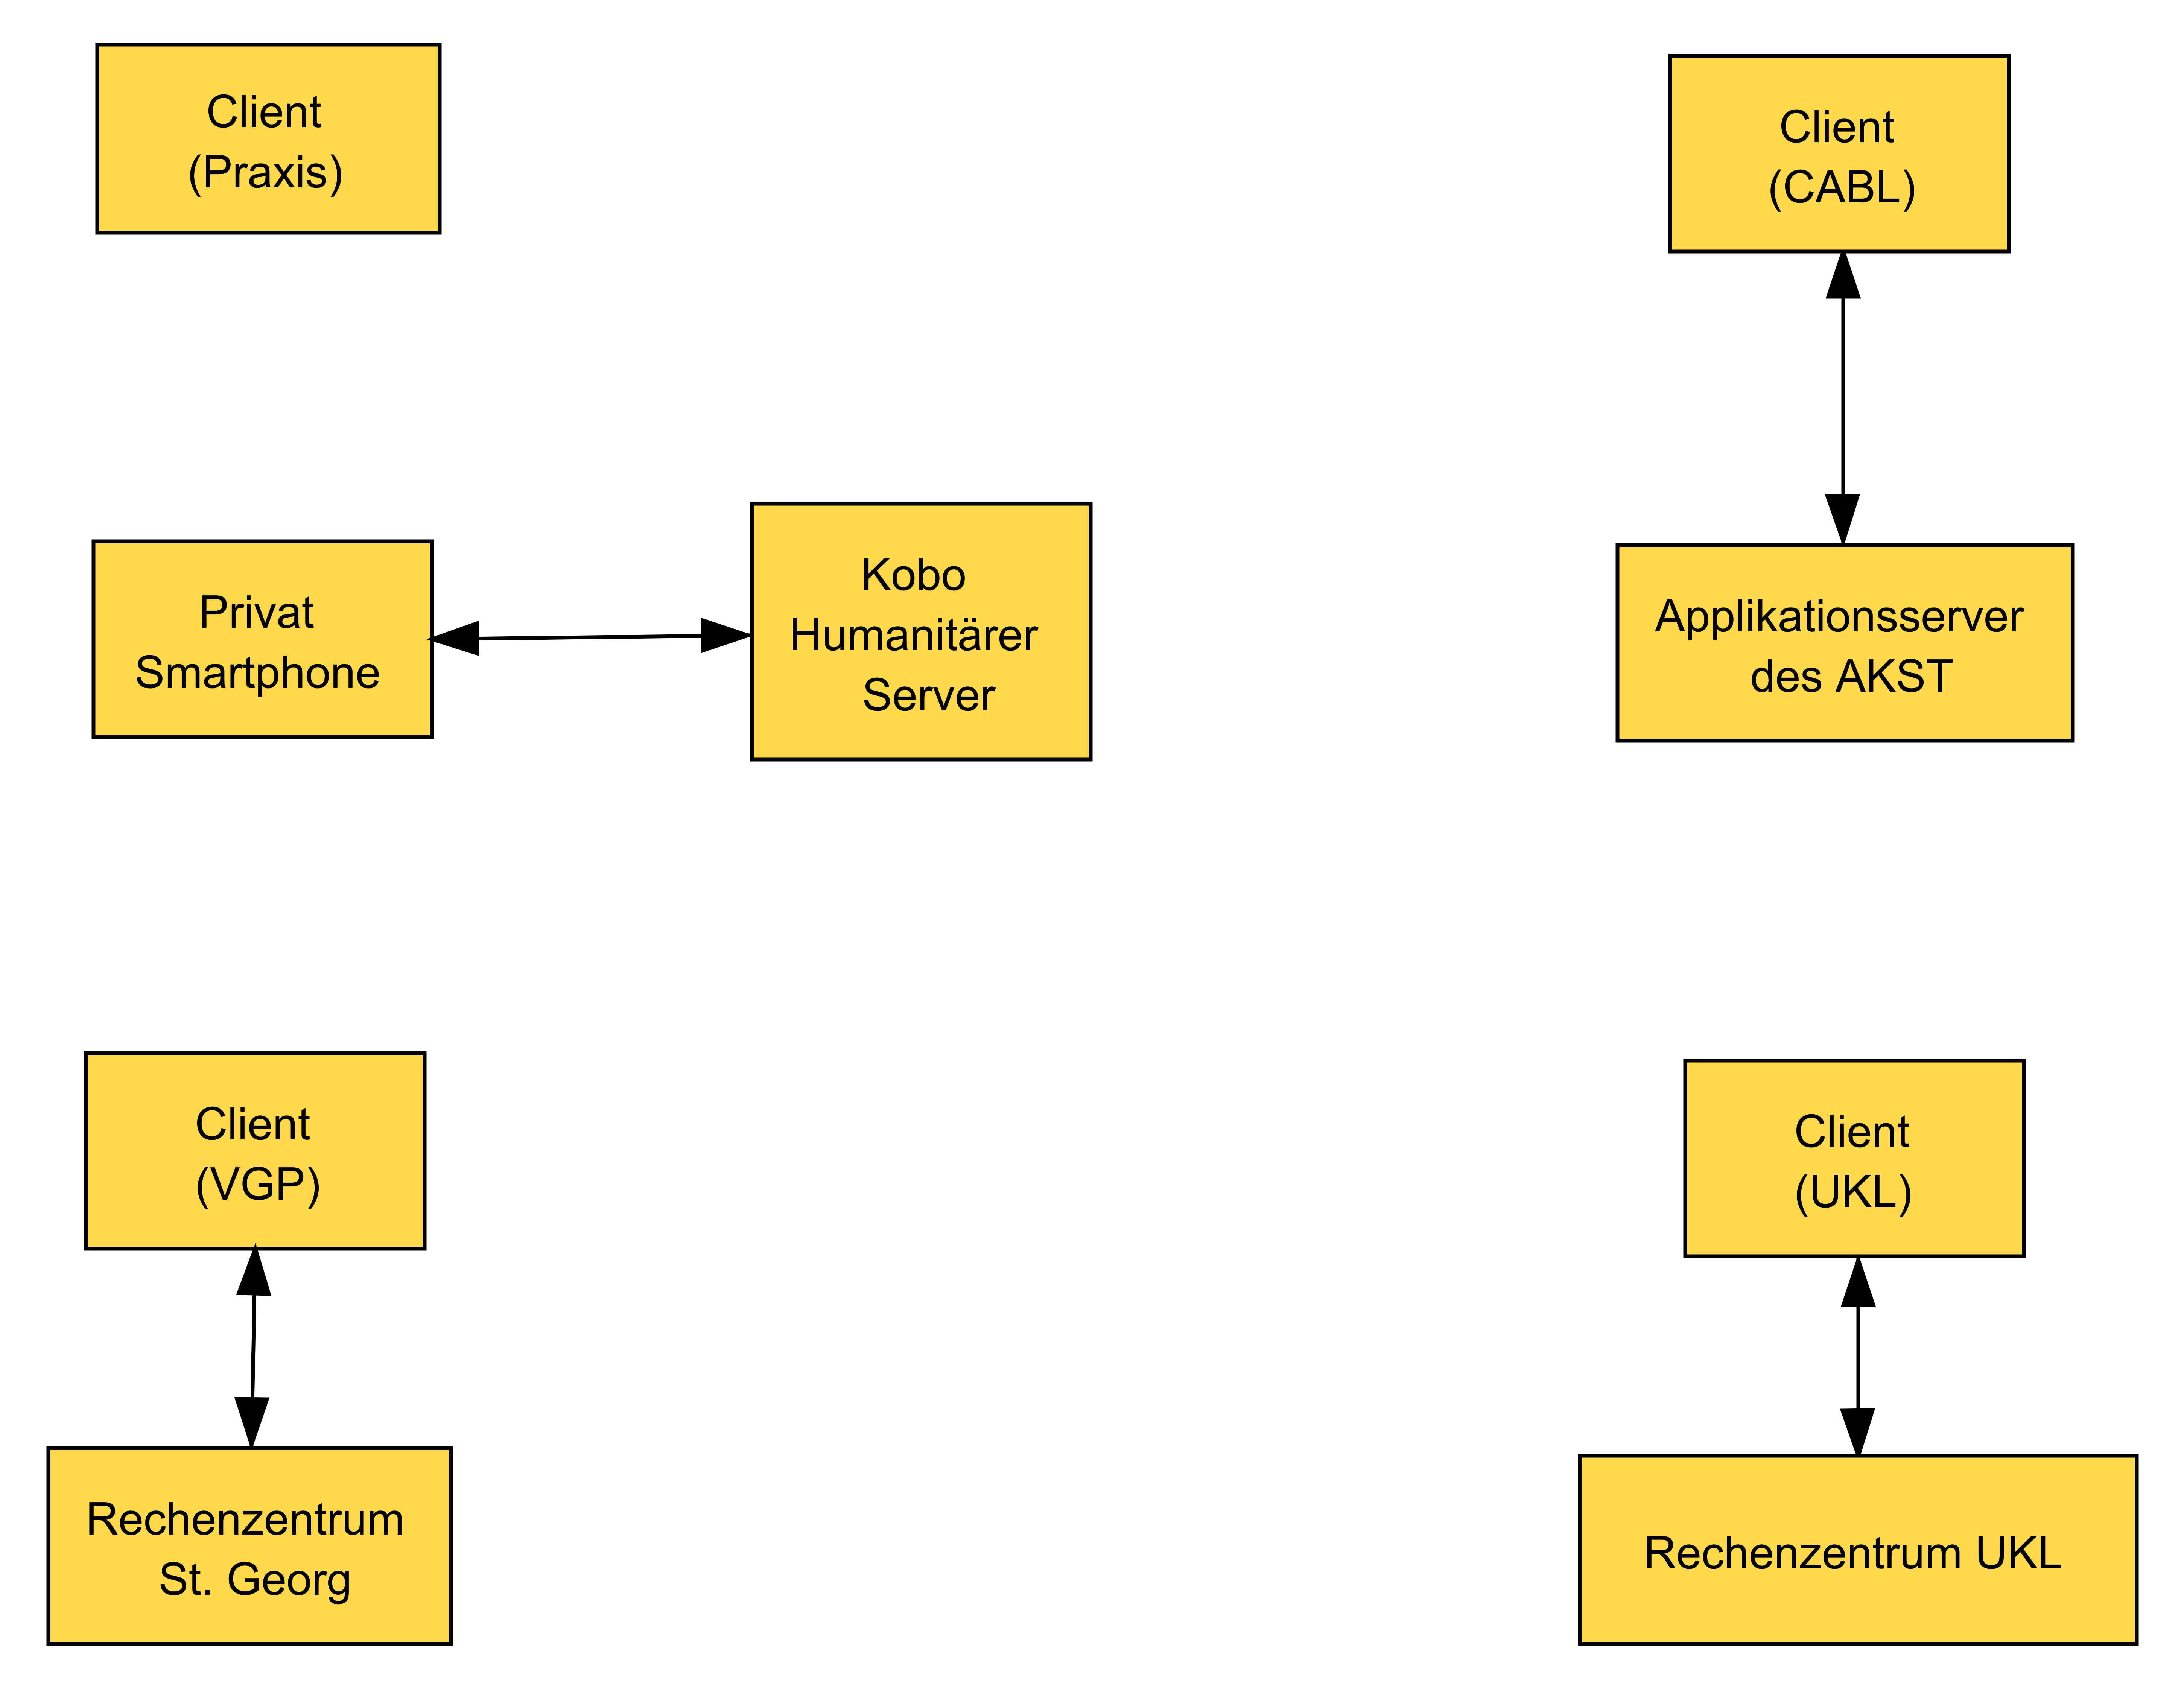 Client
(Praxis)
Client
(CABL)
Privat
Smartphone
Kobo
Humanitärer
Server
Applikationsserver
des AKST
Client
(VGP)
Client
(UKL)
Rechenzentrum
St. Georg
Rechenzentrum UKL